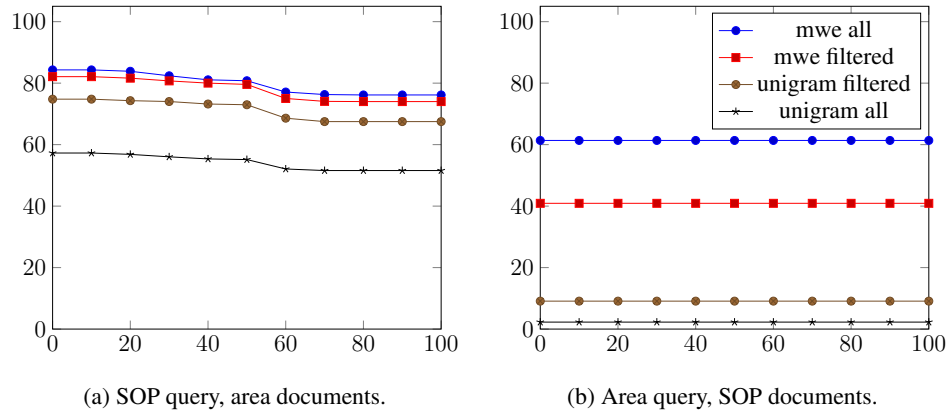 100
80
60
40
20
0
0 20 40 60 80 100
(a) SOP query, area documents.
100
80
60
40
20
0
0 20 40 60 80 100
mwe all
mwe filtered
unigram filtered
unigram all
(b) Area query, SOP documents.